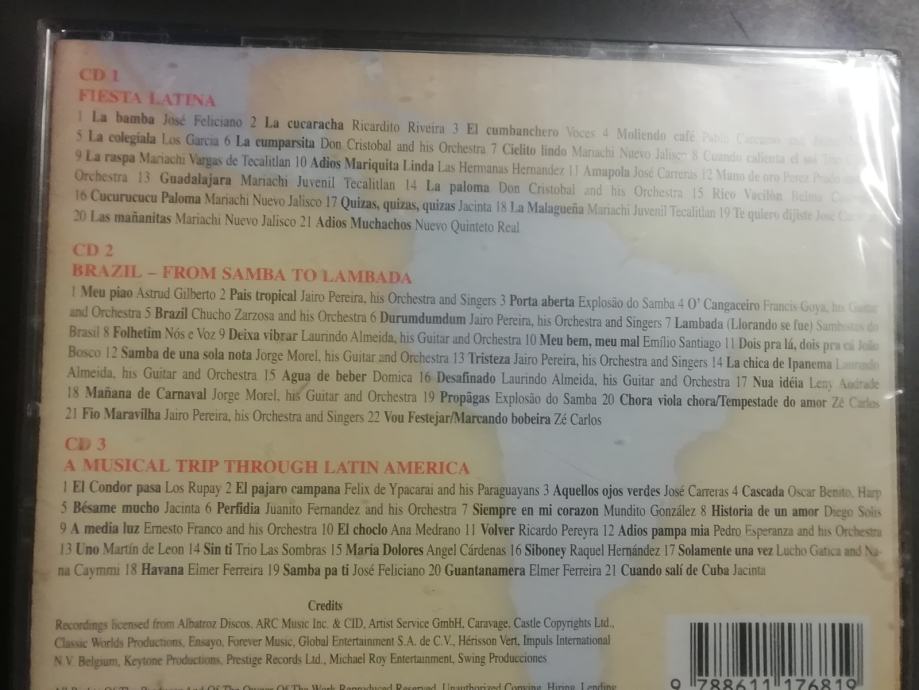 CD 1
FIESTA LATINA
1 La bamba José Feliciano 2 La cucaracha Ricardito Riveira 3 El cumbanchero Voces 4 Moliendo café
5 La colegiala Los Garcia 6 La cumparsita Don Cristobal and his Orchestra 7 Cielito lindo Mariachi Nuevo Jalisco 8 Cuando calienta el sol
9 La raspa Mariachi Vargas de Tecalitlan 10 Adios Mariquita Linda Las Hermanas Hernandez 11 Amapola José Carreras 12 Mano de oro Perez Prado
Orchestra 13 Guadalajara Mariachi Juvenil Tecalitlan 14 La paloma Don Cristobal and his Orchestra 15 Rico Vacilón
16 Cucurucucu Paloma Mariachi Nuevo Jalisco 17 Quizas, quizas, quizas Jacinta 18 La Malagueña Mariachi Juvenil Tecalitlan 19 Te quiero dijiste José
20 Las mañanitas Mariachi Nuevo Jalisco 21 Adios Muchachos Nuevo Quinteto Real
CD 2
BRAZIL – FROM SAMBA TO LAMBADA
1 Meu piao Astrud Gilberto 2 Pais tropical Jairo Pereira, his Orchestra and Singers 3 Porta aberta Explosão do Samba 4 O' Cangaceiro Francis Goya, his Guitar
and Orchestra 5 Brazil Chucho Zarzosa and his Orchestra 6 Durumdumdum Jairo Pereira, his Orchestra and Singers 7 Lambada (Llorando se fue) Sambistas do
Brasil 8 Folhetim Nós e Voz 9 Deixa vibrar Laurindo Almeida, his Guitar and Orchestra 10 Meu bem, meu mal Emílio Santiago 11 Dois pra lá, dois pra cá João
Bosco 12 Samba de una sola nota Jorge Morel, his Guitar and Orchestra 13 Tristeza Jairo Pereira, his Orchestra and Singers 14 La chica de Ipanema Laurindo
Almeida, his Guitar and Orchestra 15 Agua de beber Domica 16 Desafinado Laurindo Almeida, his Guitar and Orchestra 17 Nua idéia Leny Andrade
18 Mañana de Carnaval Jorge Morel, his Guitar and Orchestra 19 Propägas Explosão do Samba 20 Chora viola chora/Tempestade do amor Zé Carlos
21 Fio Maravilha Jairo Pereira, his Orchestra and Singers 22 Vou Festejar/Marcando bobeira Zé Carlos
CD 3
A MUSICAL TRIP THROUGH LATIN AMERICA
1 El Condor pasa Los Rupay 2 El pajaro campana Felix de Ypacarai and his Paraguayans 3 Aquellos ojos verdes José Carreras 4 Cascada Oscar Benito, Harp
5 Bésame mucho Jacinta 6 Perfidia Juanito Fernandez and his Orchestra 7 Siempre en mi corazon Mundito González 8 Historia de un amor Diego Solis
9 A media luz Ernesto Franco and his Orchestra 10 El choclo Ana Medrano 11 Volver Ricardo Pereyra 12 Adios pampa mia Pedro Esperanza and his Orchestra
13 Uno Martín de Leon 14 Sin ti Trio Las Sombras 15 Maria Dolores Angel Cárdenas 16 Siboney Raquel Hernández 17 Solamente una vez Lucho Gatica and Na-
na Caymmi 18 Havana Elmer Ferreira 19 Samba pa ti José Feliciano 20 Guantanamera Elmer Ferreira 21 Cuando salí de Cuba Jacinta
Credits
Recordings licensed from Albatroz Discos, ARC Music Inc. & CID, Artist Service GmbH, Caravage, Castle Copyrights Ltd.,
Classic Worlds Productions, Ensayo, Forever Music, Global Entertainment S.A. de C.V., Hérisson Vert, Impuls International
N.V. Belgium, Keytone Productions, Prestige Records Ltd., Michael Roy Entertainment, Swing Producciones
All Rights Of The Producer And Of The Owner Of The Work Reproduced Reserved. Unauthorized Copying, Hiring, Lending
9 788611 176819